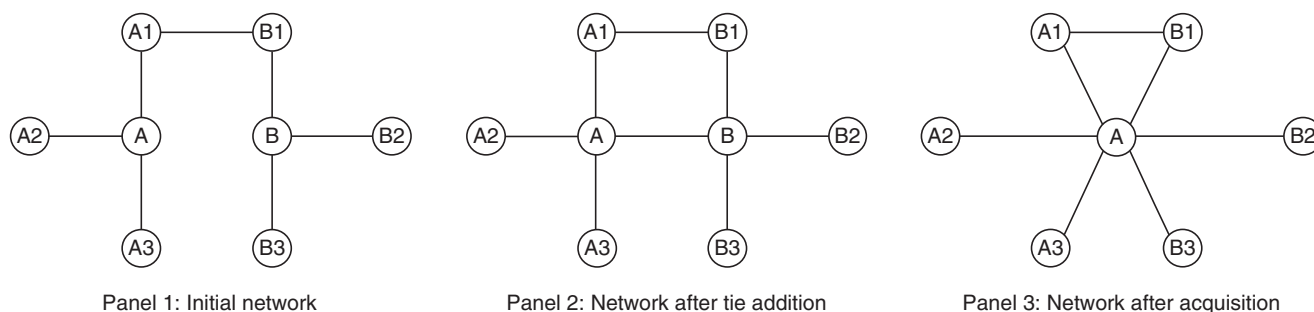 A1 B1 A1 B1 A1 B1
A2 A B B2 A2 A B B2 A2 A B2
A3 B3 A3 B3 A3 B3
Panel 1: Initial network Panel 2: Network after tie addition Panel 3: Network after acquisition